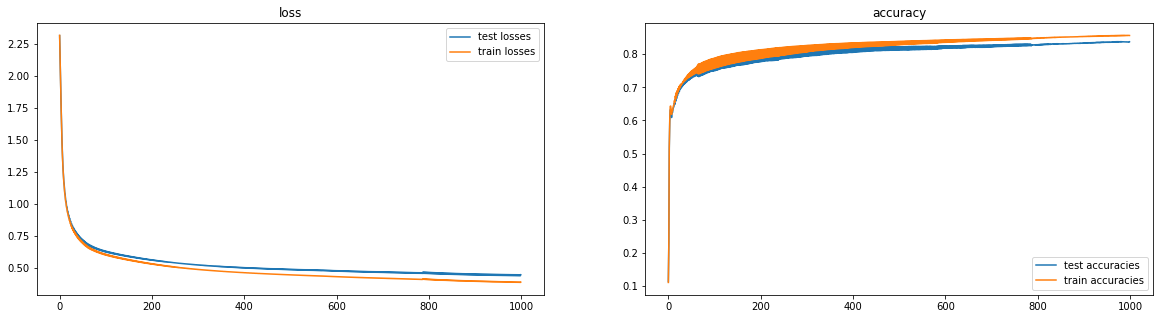 loss
test losses
train losses
2.25
2.00
1.75
1.50
1.25
1.00
0.75
0.50
0 200 400 600 800 1000
accuracy
0.8
0.7
0.6
0.5
0.4
0.3
0.2
0.1
test accuracies
train accuracies
0 200 400 600 800 1000